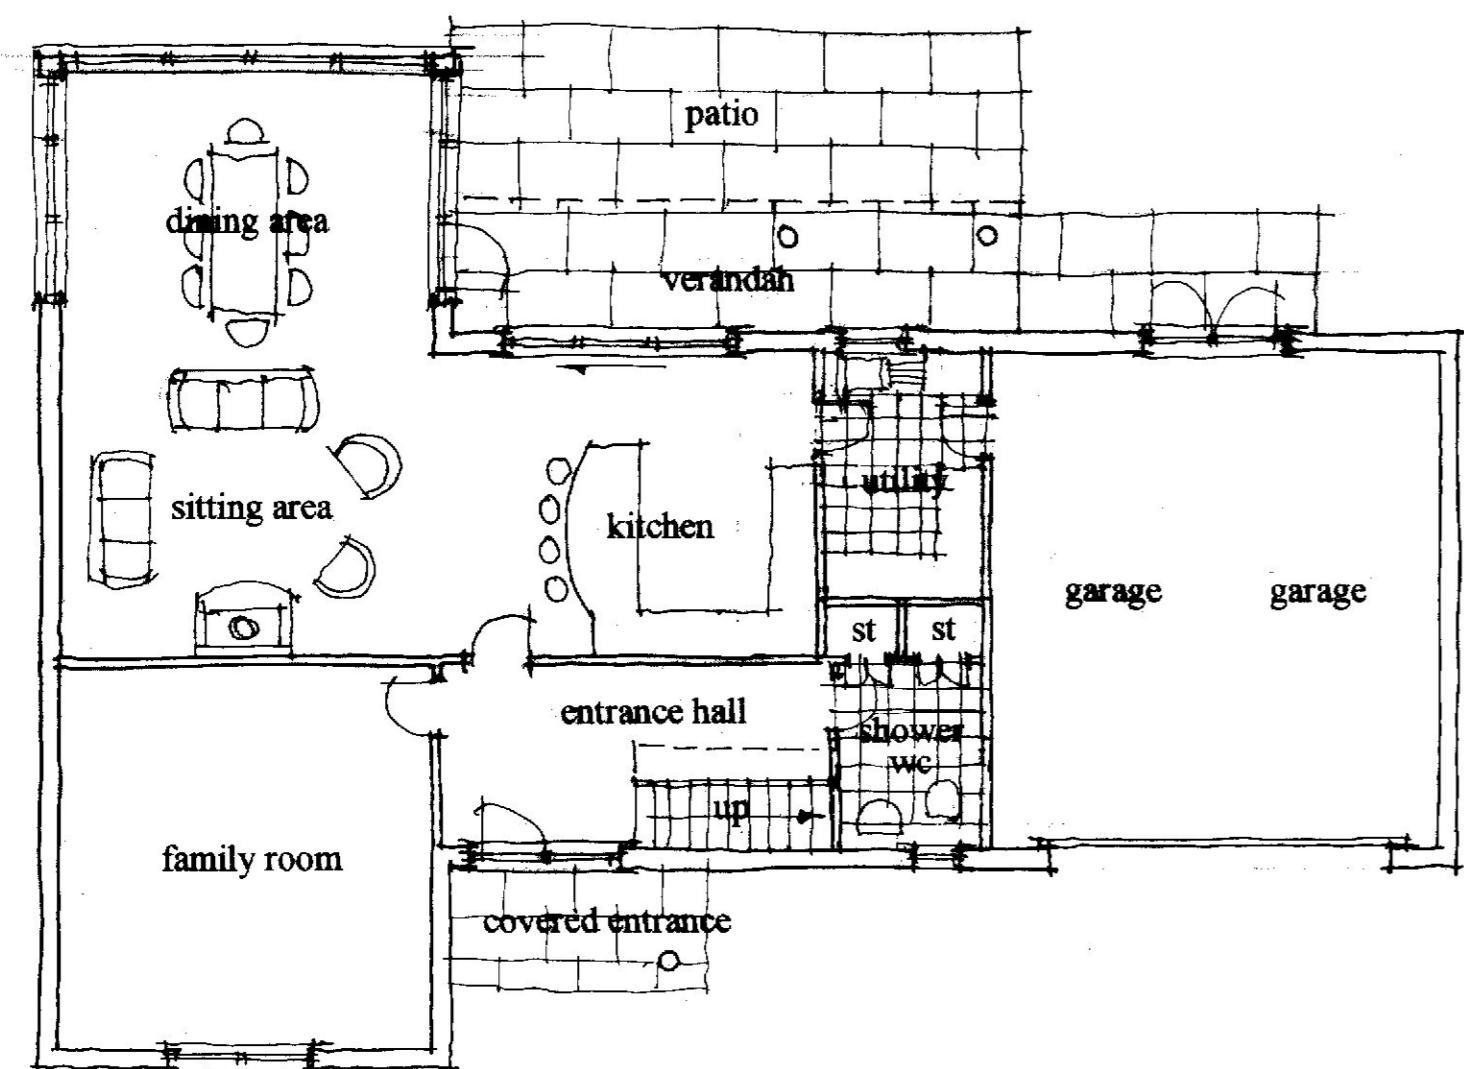 patio
dining area
verandah
utility
sitting area
kitchen
garage
garage
st
st
entrance hall
shower
wc
up
family room
covered entrance